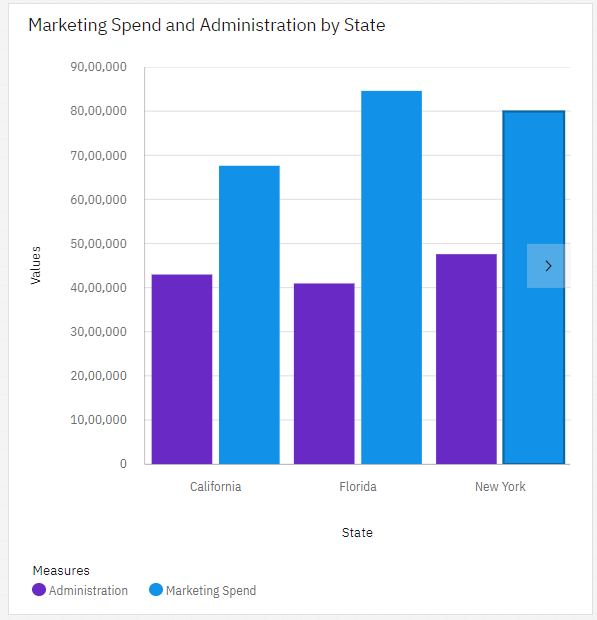 Marketing Spend and Administration by State
90,00,000
80,00,000
70,00,000
60,00,000
50,00,000
40,00,000
30,00,000
20,00,000
10,00,000
0
Values
California Florida New York
State
Measures
Administration Marketing Spend